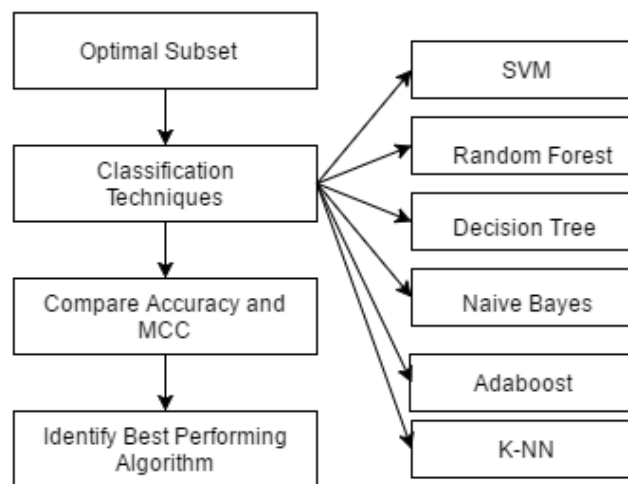 Optimal Subset
Classification
Techniques
Compare Accuracy and
MCC
Identify Best Performing
Algorithm
SVM
Random Forest
Decision Tree
Naive Bayes
Adaboost
K-NN